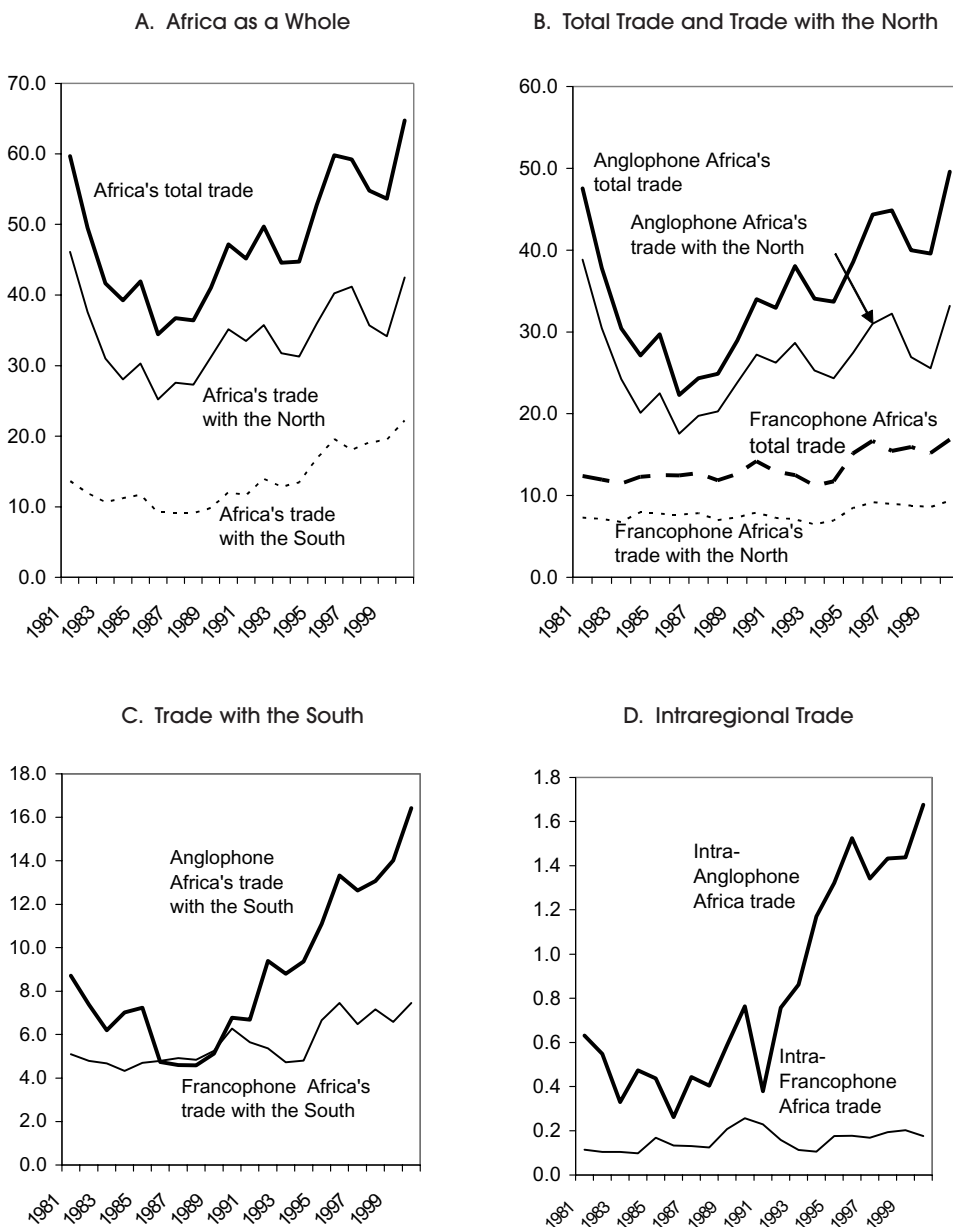 A. Africa as a Whole
70.0
60.0
50.0
40.0
30.0
20.0
10.0
0.0
Africa's total trade
Africa's trade
with the North
Africa's trade
with the South
1981
1983
1985
1987
1989
1991
1993
1995
1997
1999
B. Total Trade and Trade with the North
60.0
50.0
40.0
30.0
20.0
10.0
0.0
Anglophone Africa's
total trade
Anglophone Africa's
trade with the North
Francophone Africa's
total trade
Francophone Africa's
trade with the North
1981
1983
1985
1987
1989
1991
1993
1995
1997
1999
C. Trade with the South
18.0
16.0
14.0
12.0
10.0
8.0
6.0
4.0
2.0
0.0
Anglophone
Africa's trade
with the South
Francophone Africa's
trade with the South
1981
1983
1985
1987
1989
1991
1993
1995
1997
1999
D. Intraregional Trade
1.8
1.6
1.4
1.2
1.0
0.8
0.6
0.4
0.2
0.0
Intra-
Anglophone
Africa trade
Intra-
Francophone
Africa trade
1981
1983
1985
1987
1989
1991
1993
1995
1997
1999